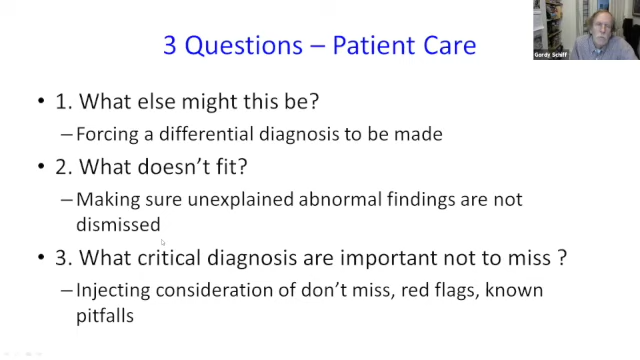 3 Questions – Patient Care
Gordy Schiff
• 1. What else might this be?
–Forcing a differential diagnosis to be made
• 2. What doesn't fit?
–Making sure unexplained abnormal findings are not
dismissed
• 3. What critical diagnosis are important not to miss ?
–Injecting consideration of don't miss, red flags, known
pitfalls